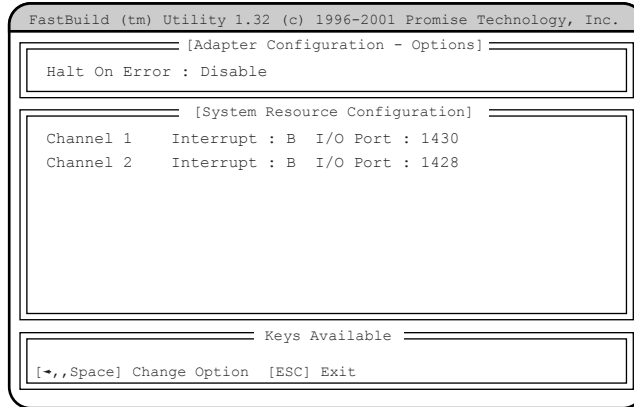 FastBuild (tm) Utility 1.32 (c) 1996-2001 Promise Technology, Inc.
[Adapter Configuration - Options]
Halt On Error : Disable
[System Resource Configuration]
Channel 1 Interrupt : B I/O Port : 1430
Channel 2 Interrupt : B I/O Port : 1428
Keys Available
[◄,,Space] Change Option [ESC] Exit